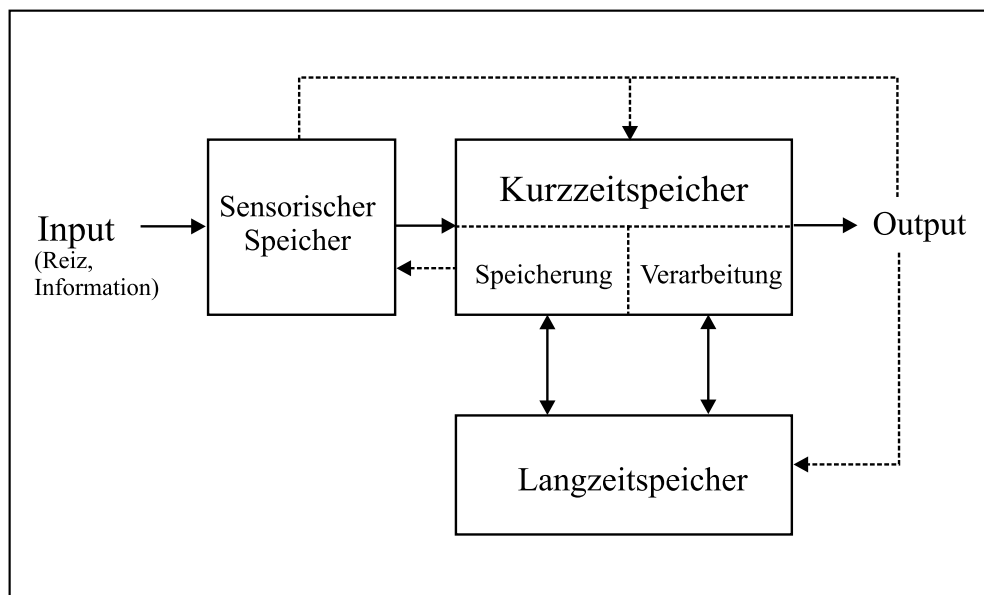 Input
(Reiz,
Information)
Sensorischer
Speicher
Kurzzeitspeicher
Speicherung
Verarbeitung
Output
Langzeitspeicher